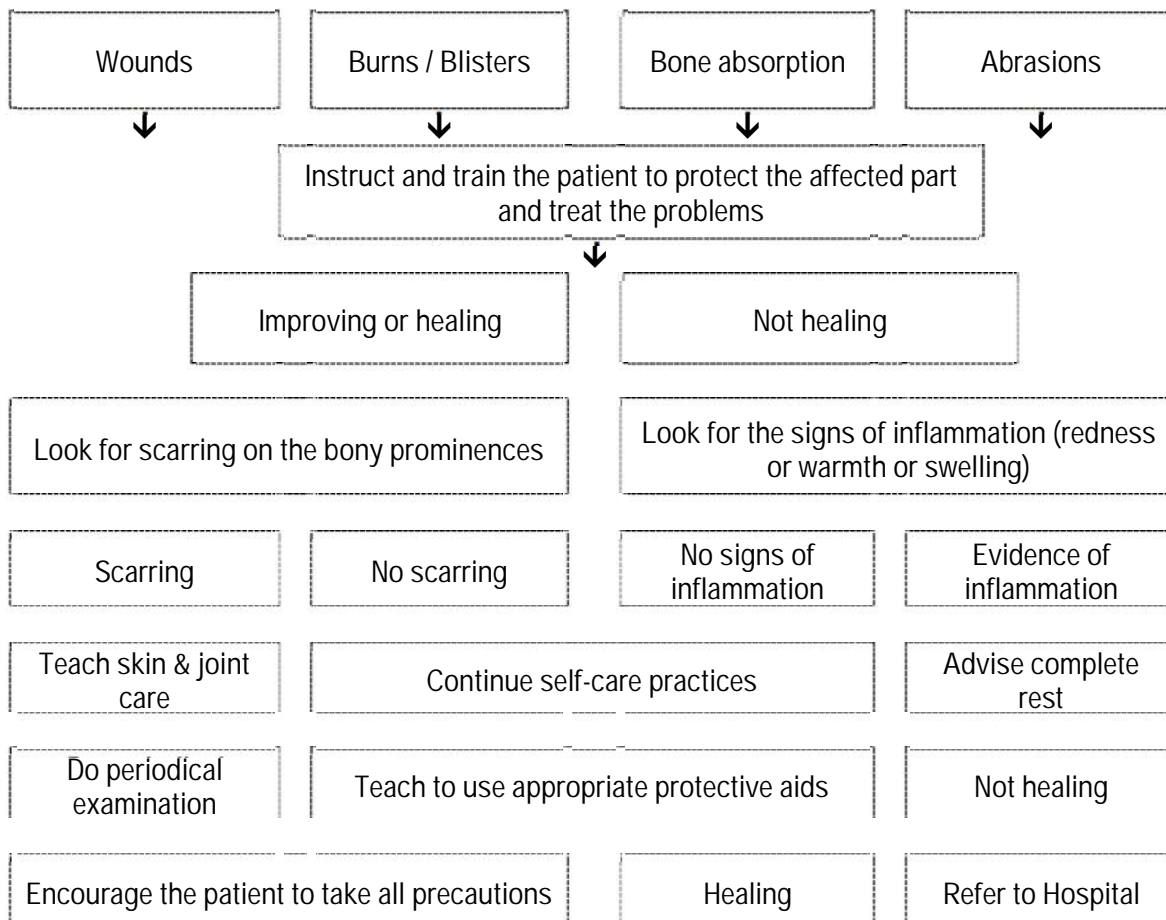 Wounds
Burns / Blisters
Bone absorption
Abrasions
Instruct and train the patient to protect the affected part
and treat the problems
Improving or healing
Not healing
Look for scarring on the bony prominences
Look for the signs of inflammation (redness
or warmth or swelling)
Scarring
No scarring
No signs of
inflammation
Evidence of
inflammation
Teach skin & joint
care
Continue self-care practices
Advise complete
rest
Do periodical
examination
Teach to use appropriate protective aids
Not healing
Encourage the patient to take all precautions
Healing
Refer to Hospital